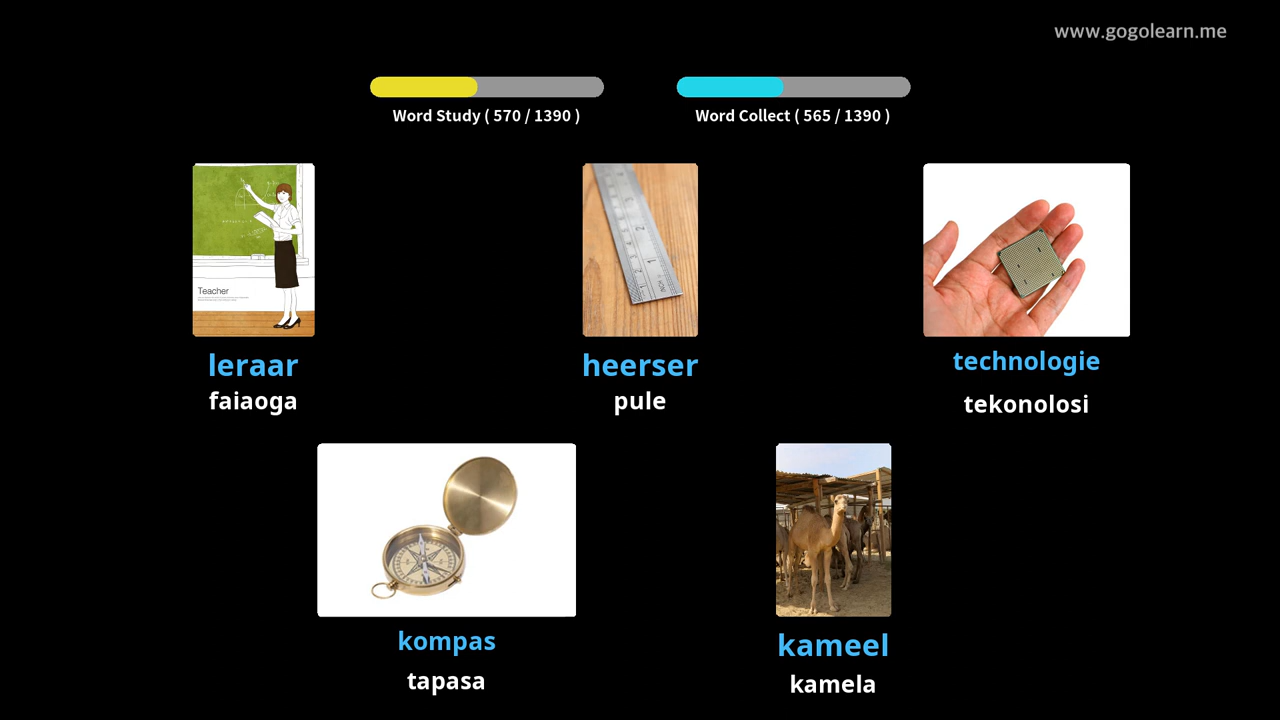 www.gogolearn.me
Word Study ( 570 / 1390 )
Word Collect ( 565 / 1390 )
Teacher
leraar
faiaoga
heerser
pule
technologie
tekonolosi
kompas
tapasa
kameel
kamela